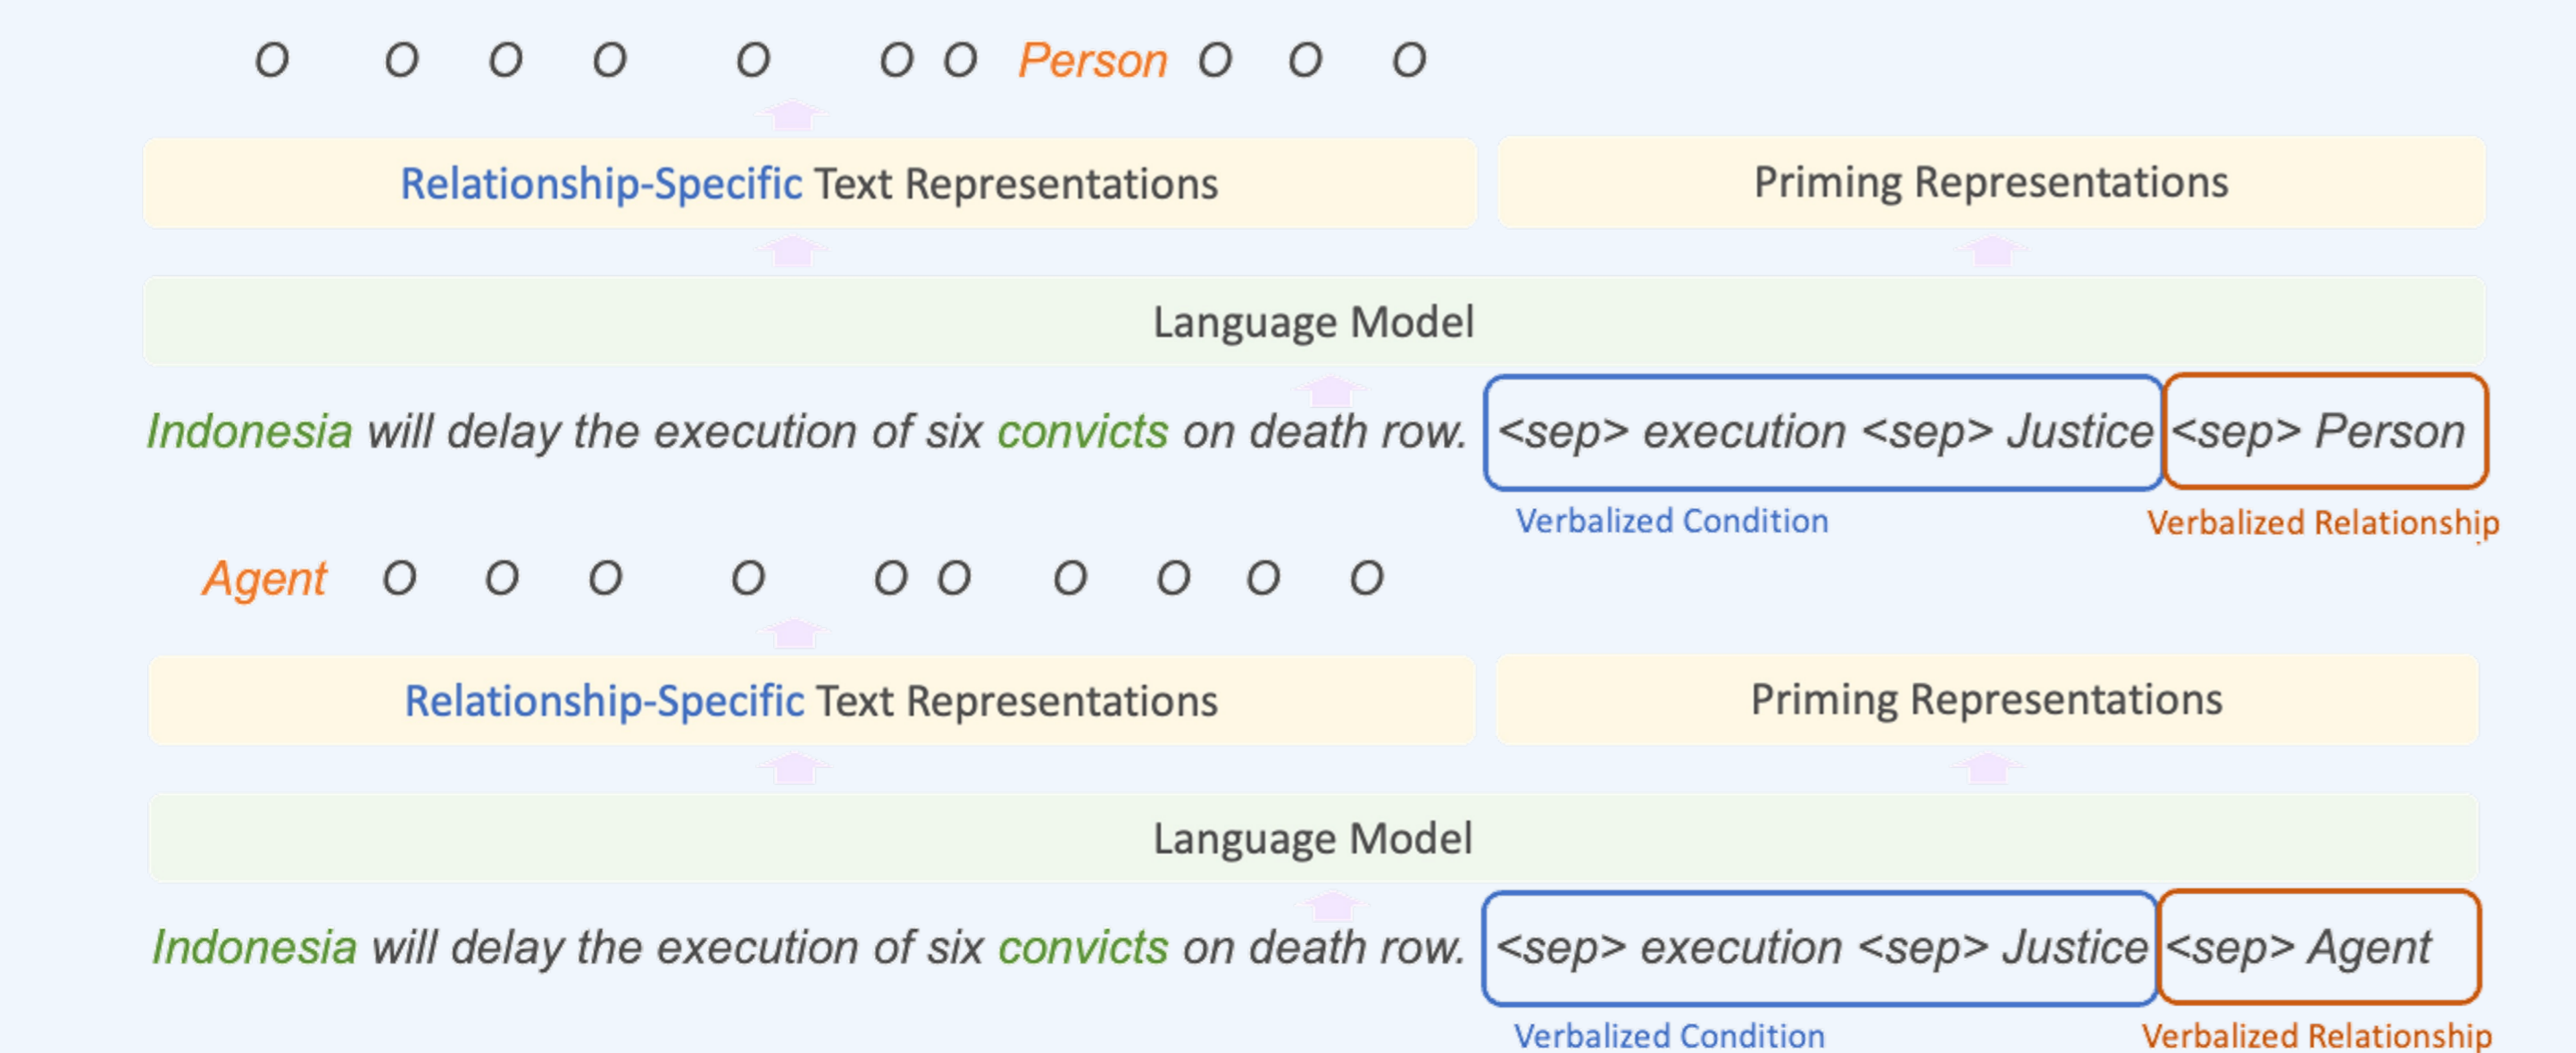 O O O O O O O Person O O O
Relationship-Specific Text Representations Priming Representations
Language Model
Indonesia will delay the execution of six convicts on death row. <sep> execution <sep> Justice <sep> Person
Verbalized Condition Verbalized Relationship
Agent O O O O O O O O O O
Relationship-Specific Text Representations Priming Representations
Language Model
Indonesia will delay the execution of six convicts on death row. <sep> execution <sep> Justice <sep> Agent
Verbalized Condition Verbalized Relationship